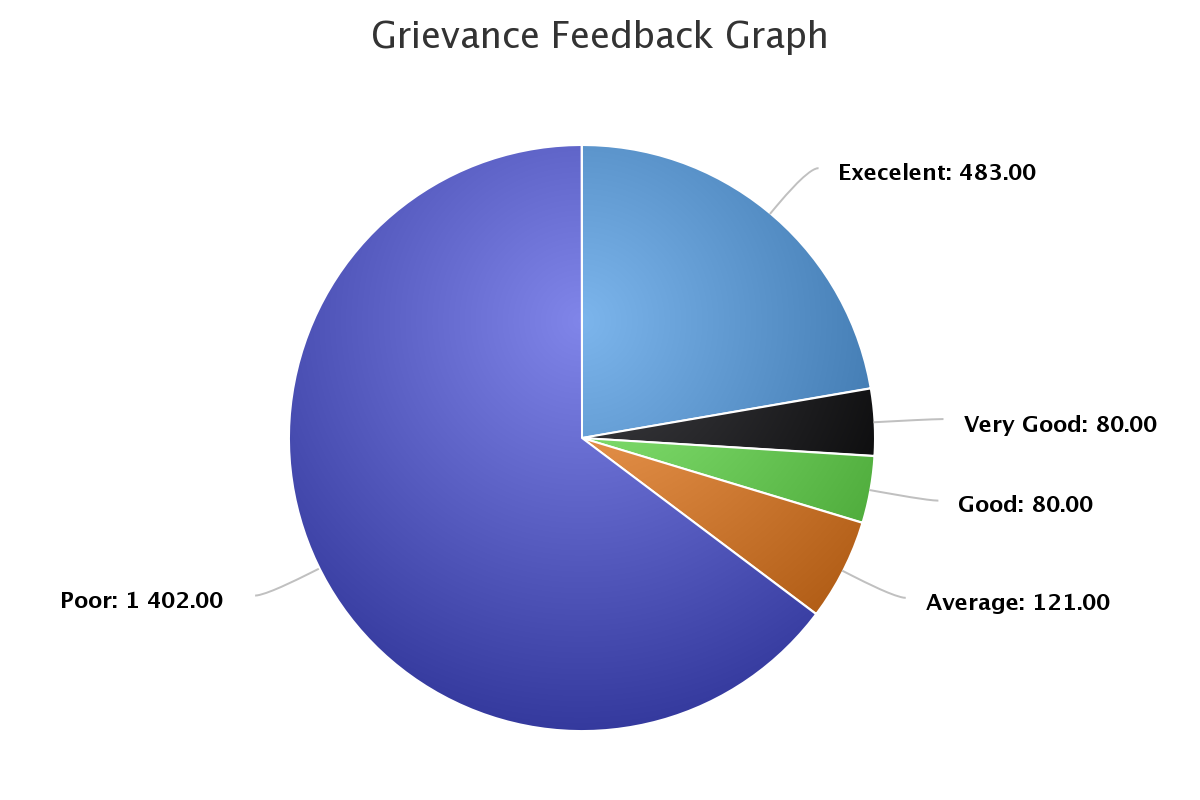 Grievance Feedback Graph
Execelent: 483.00
Very Good: 80.00
Good: 80.00
Average: 121.00
Poor: 1 402.00